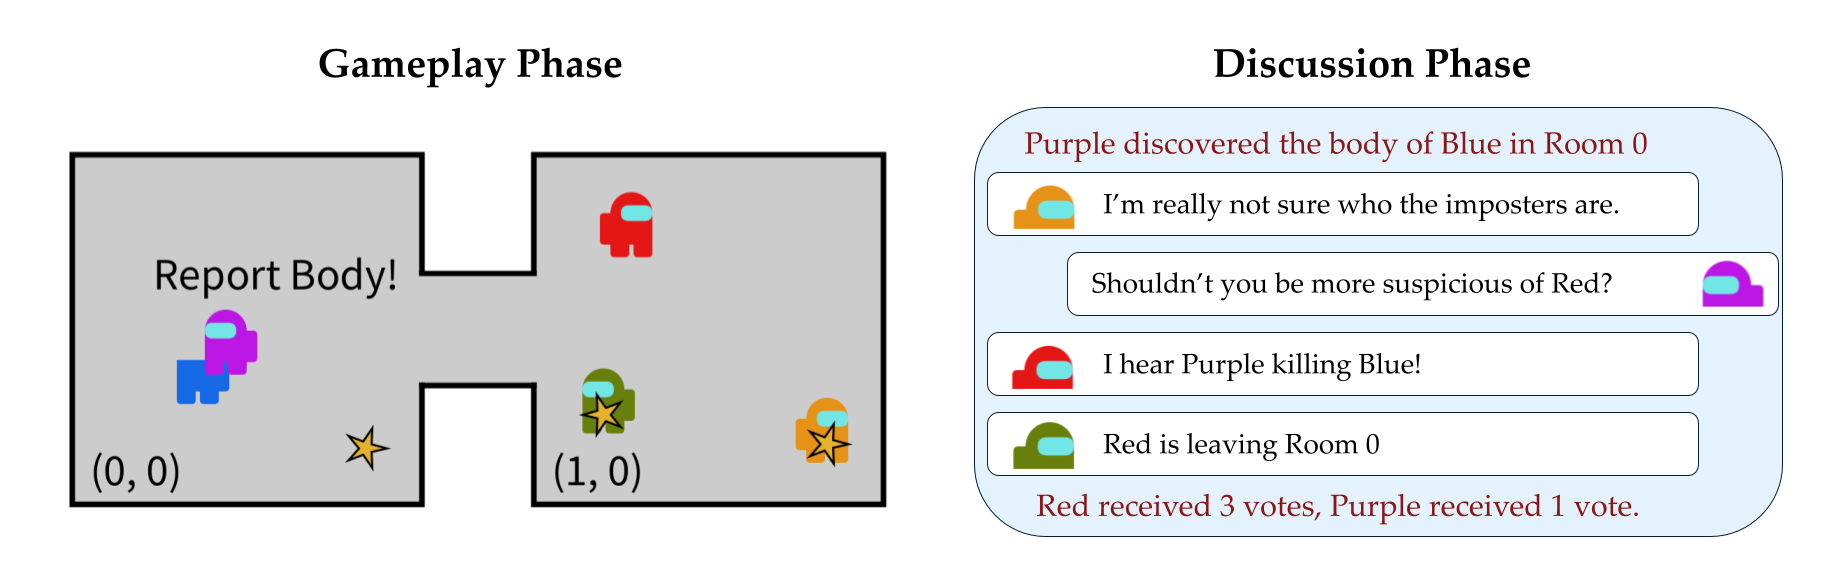 Gameplay Phase
Report Body!
(0, 0)
(1, 0)
Discussion Phase
Purple discovered the body of Blue in Room 0
I'm really not sure who the imposters are.
Shouldn't you be more suspicious of Red?
I hear Purple killing Blue!
Red is leaving Room 0
Red received 3 votes, Purple received 1 vote.